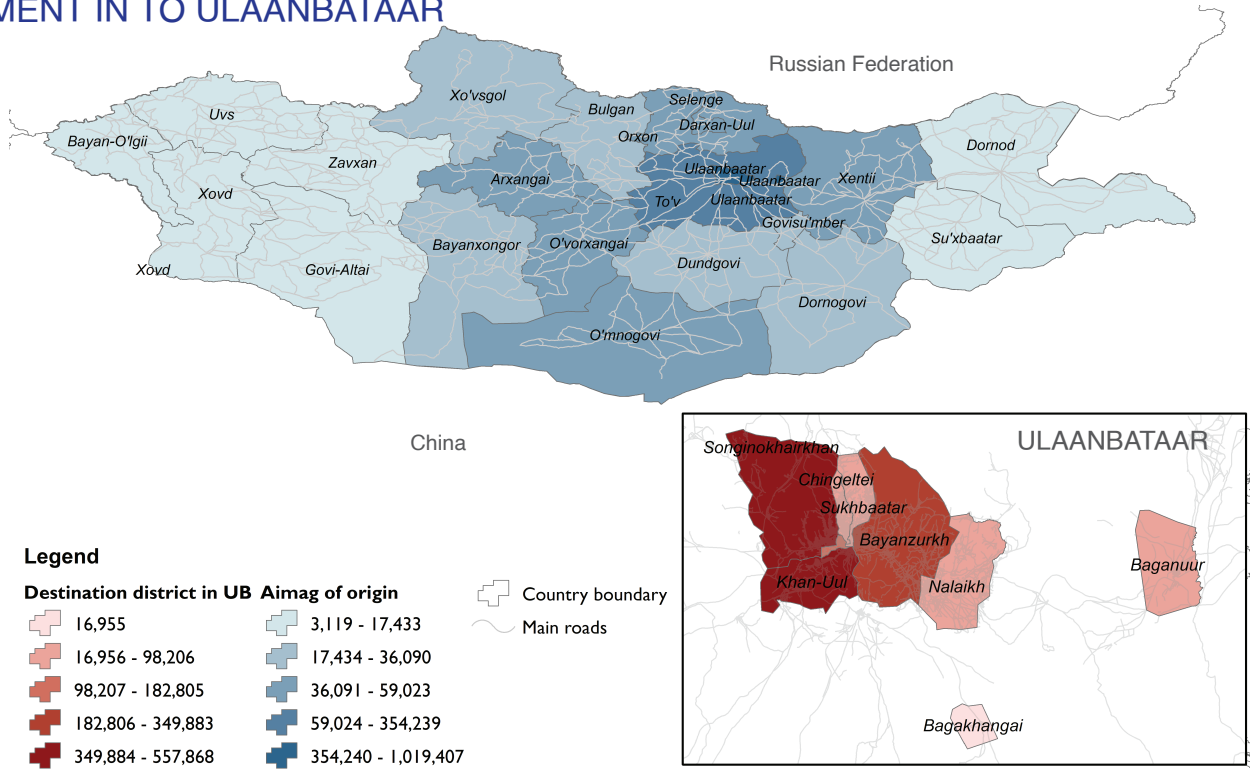 MENT IN TO ULAANBATAAR
Russian Federation
Xo'vsgol
Bulgan
Selenge
Uvs
Darxan-Uul
Bayan-O'lgii
Orxon
Dornod
Zavxan
Ulaanbaatar
Arxangai
Ulaanbaatar
Xentii
Xovd
To'v
Ulaanbaatar
Govisu'mber
Bayanxongor
O'vorxangai
Su'xbaatar
Xovd
Govi-Altai
Dundgovi
Dornogovi
O'mnogovi
China
ULAANBATAAR
Songinokhairkhan
Chingeltei
Sukhbaatar
Bayanzurkh
Baganuur
Khan-Uul
Nalaikh
Bagakhangai
Legend
Destination district in UB
16,955
16,956 - 98,206
98,207 - 182,805
182,806 - 349,883
349,884 - 557,868
Aimag of origin
3,119 - 17,433
17,434 - 36,090
36,091 - 59,023
59,024 - 354,239
354,240 - 1,019,407
Country boundary
Main roads